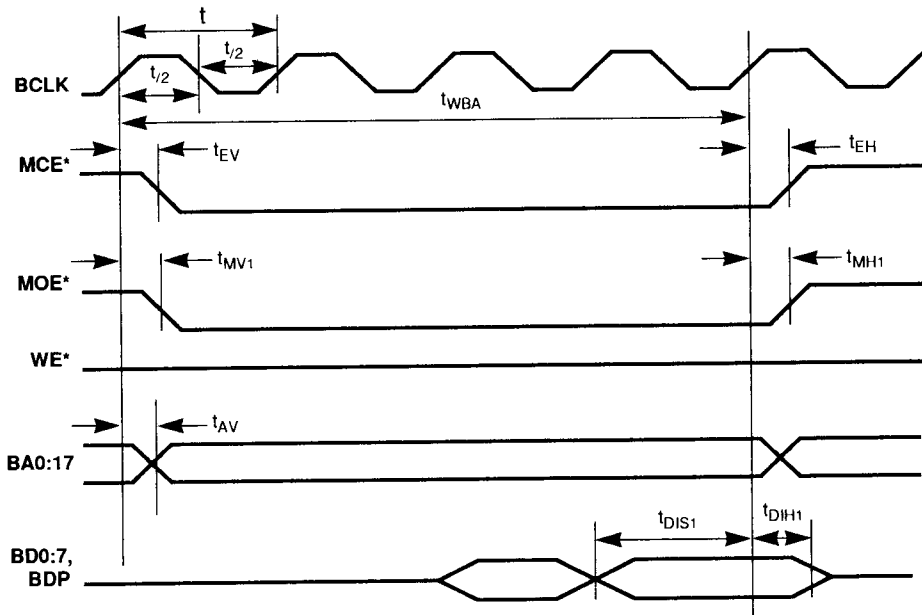 t
t/2
t/2
BCLK
tWBA
tEV
tEH
MCE*
tMV1
tMH1
MOE*
WE*
tAV
BA0:17
tDIS1
tDIH1
BD0:7,
BDP